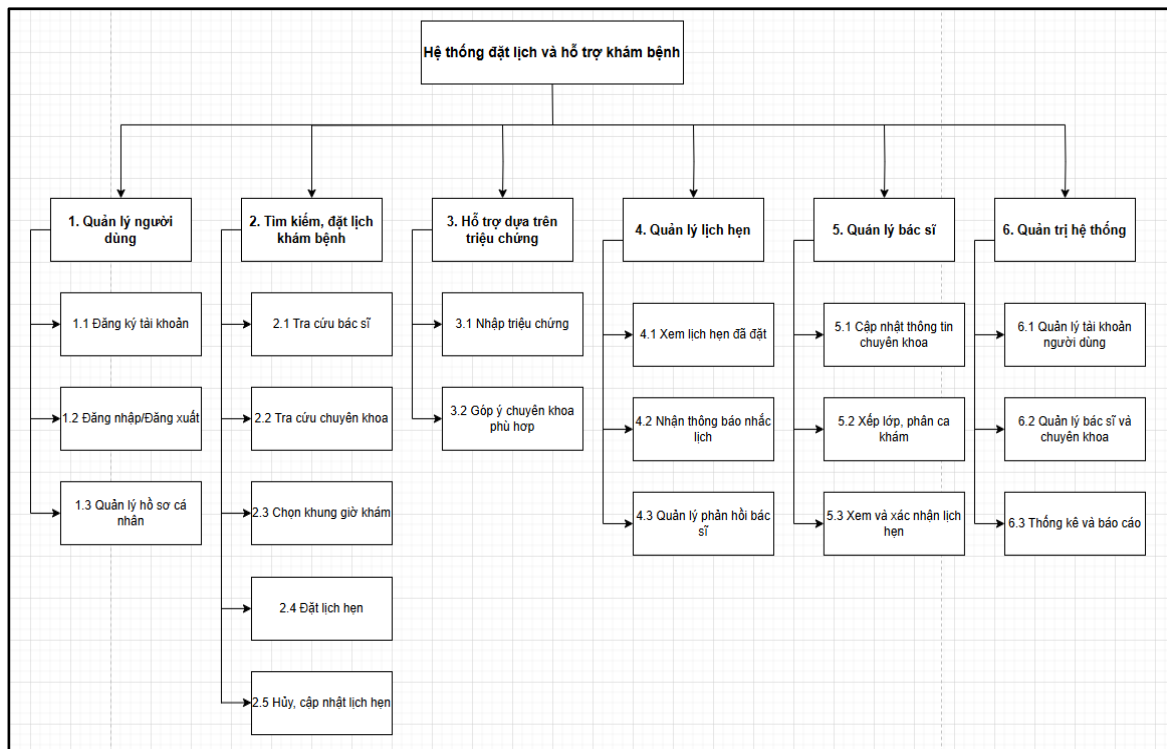 Hệ thống đặt lịch và hỗ trợ khám bệnh
1. Quản lý người
dùng
1.1 Đăng ký tài khoản
1.2 Đăng nhập/Đăng xuất
1.3 Quản lý hồ sơ cá
nhân
2. Tìm kiếm, đặt lịch
khám bệnh
2.1 Tra cứu bác sĩ
2.2 Tra cứu chuyên khoa
2.3 Chọn khung giờ khám
2.4 Đặt lịch hẹn
2.5 Hủy, cập nhật lịch hẹn
3. Hỗ trợ dựa trên
triệu chứng
3.1 Nhập triệu chứng
3.2 Góp ý chuyên khoa
phù hơp
4. Quản lý lịch hẹn
4.1 Xem lịch hẹn đã đặt
4.2 Nhận thông báo nhắc
lịch
4.3 Quản lý phản hồi bác
sĩ
5. Quán lý bác sĩ
5.1 Cập nhật thông tin
chuyên khoa
5.2 Xếp lớp, phân ca
khám
5.3 Xem và xác nhận lịch
hẹn
6. Quản trị hệ thống
6.1 Quản lý tài khoản
người dùng
6.2 Quản lý bác sĩ và
chuyên khoa
6.3 Thống kê và báo cáo